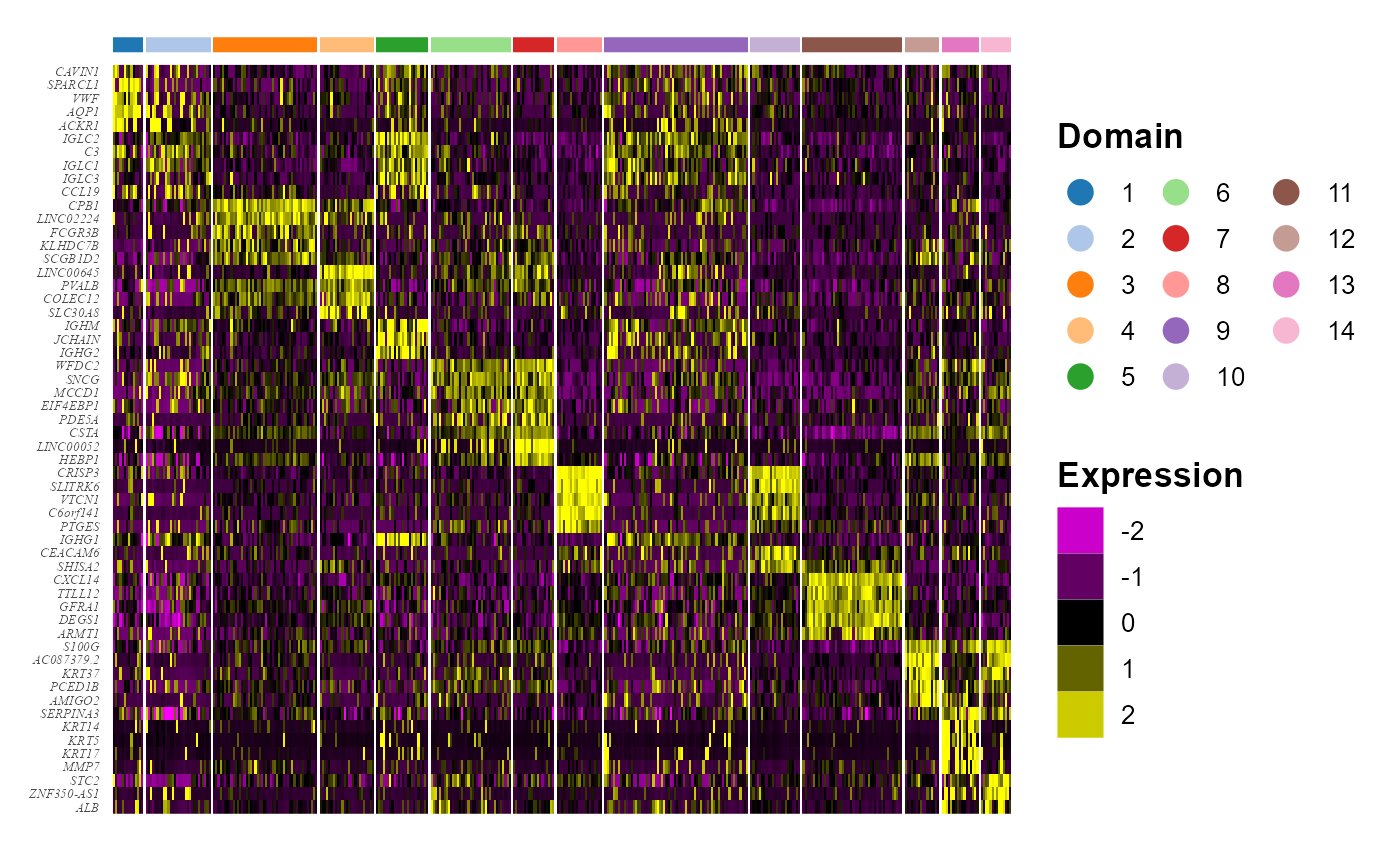 CAVIN1
SPARCL1
VWF
AQP1
ACKR1
IGLC2
C3
IGLC1
IGLC3
CCL19
CPB1
LINC02224
FCGR3B
KLHDC7B
SCGB1D2
LINC00645
PVALB
COLEC12
SLC30A8
IGHM
JCHAIN
IGHG2
WFDC2
SNCG
MCCD1
EIF4EBP1
PDE5A
CSTA
LINC00052
HEBP1
CRISP3
SLITRK6
VTCN1
C6orf141
PTGES
IGHG1
CEACAM6
SHISA2
CXCL14
TTLL12
GFRA1
DEGS1
ARMT1
S100G
AC087379.2
KRT37
PCED1B
AMIGO2
SERPINA3
KRT14
KRT5
KRT17
MMP7
STC2
ZNF350-AS1
ALB
Domain
1 6 11
2 7 12
3 8 13
4 9 14
5 10
Expression
-2
-1
0
1
2